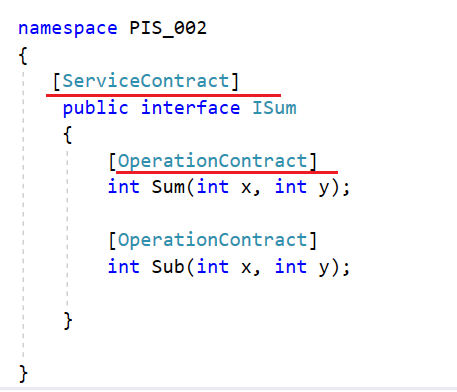 namespace PIS_002
{
[ServiceContract]
public interface ISum
{
[OperationContract]
int Sum(int x, int y);
[OperationContract]
int Sub(int x, int y);
}
}